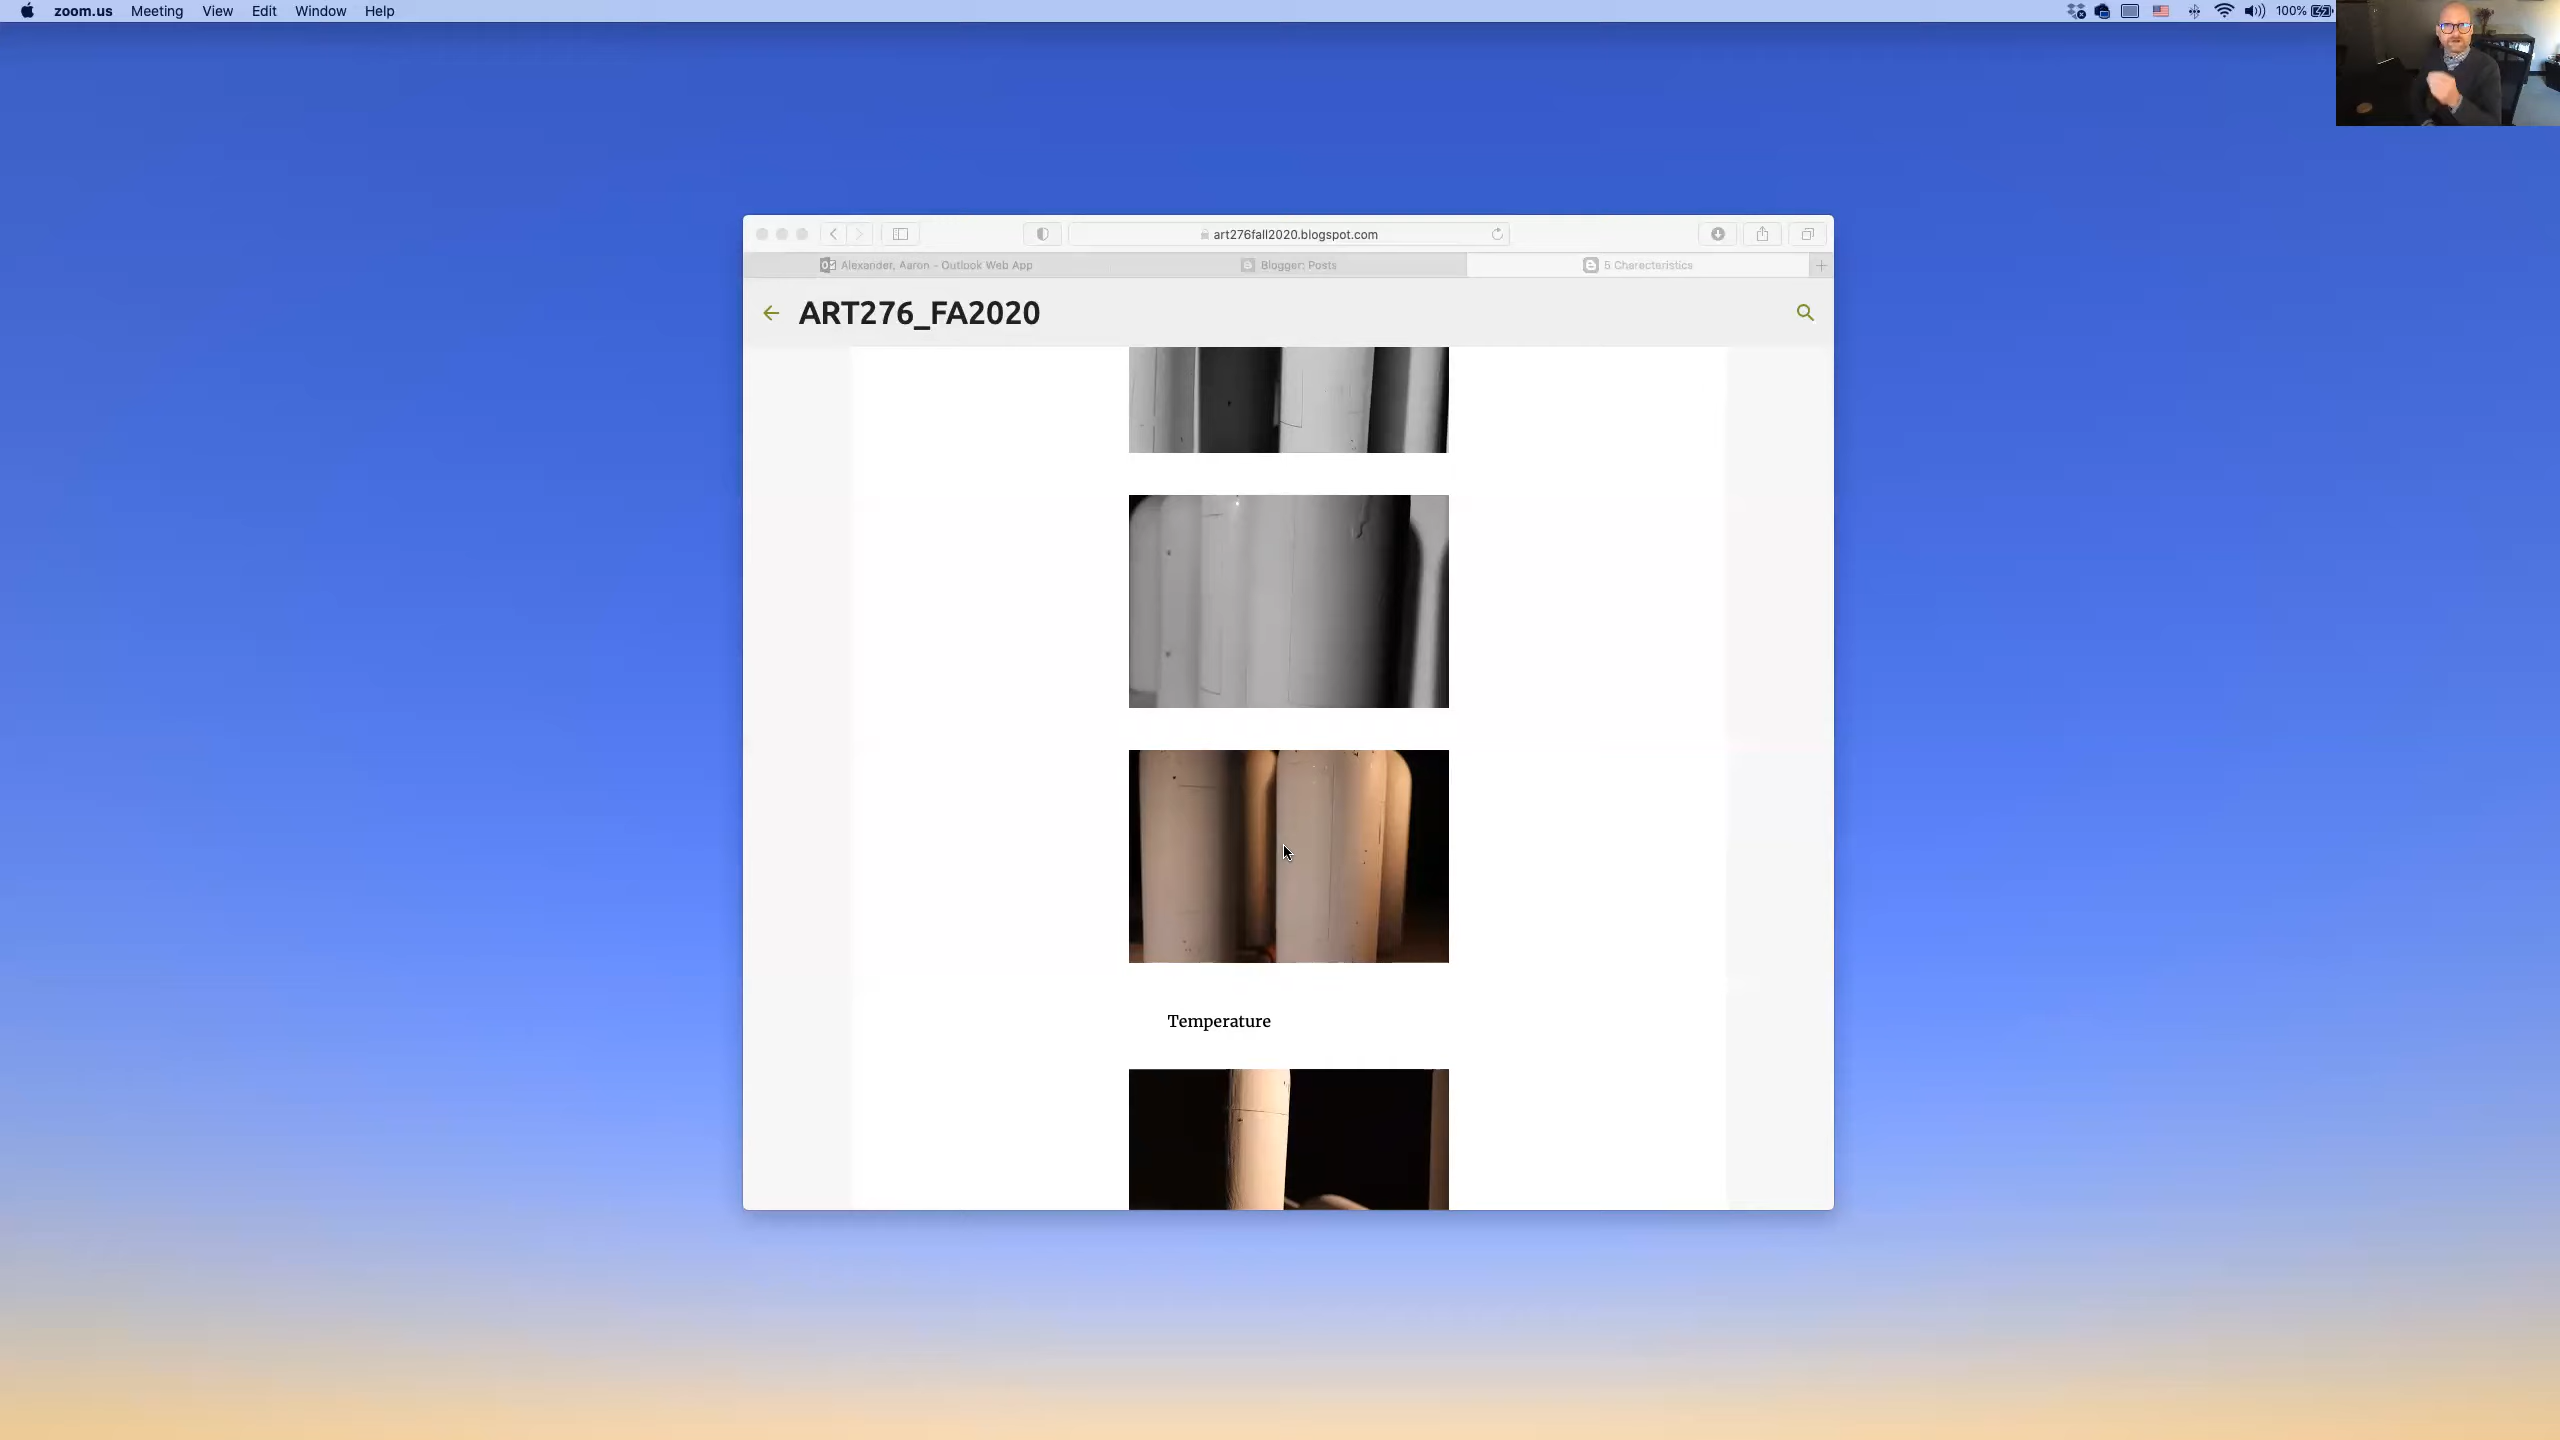 zoom.us Meeting View Edit Window Help 100%
art276fall2020.blogspot.com
Alexander, Aaron - Outlook Web App Blogger: Posts 5 Charecteristics
ART276_FA2020
Temperature